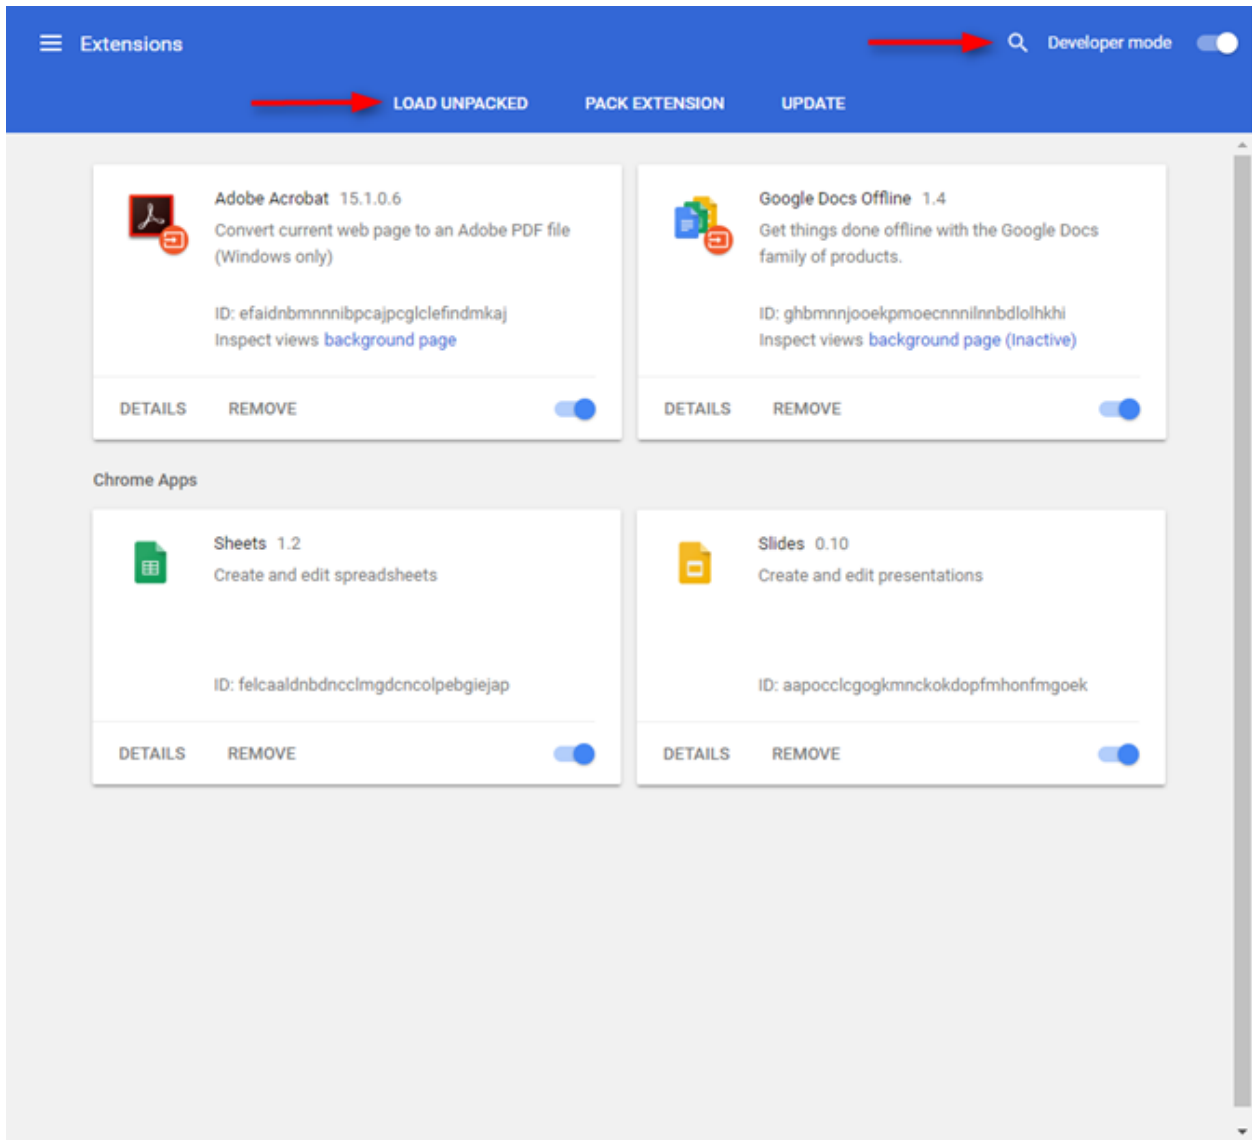 Extensions
Developer mode
LOAD UNPACKED PACK EXTENSION UPDATE
Adobe Acrobat 15.1.0.6
Convert current web page to an Adobe PDF file
(Windows only)
ID: efaidnbmnnnibpcajpcglclefindmkaj
Inspect views background page
DETAILS REMOVE
Google Docs Offline 1.4
Get things done offline with the Google Docs
family of products.
ID: ghbmnnjooekpmoecnnnilnnbdlolhkhi
Inspect views background page (Inactive)
DETAILS REMOVE
Chrome Apps
Sheets 1.2
Create and edit spreadsheets
ID: felcaaldnbdncclmgdcncolpebgiejap
DETAILS REMOVE
Slides 0.10
Create and edit presentations
ID: aapocclcgogkmnckokdopfmhonfmgoek
DETAILS REMOVE